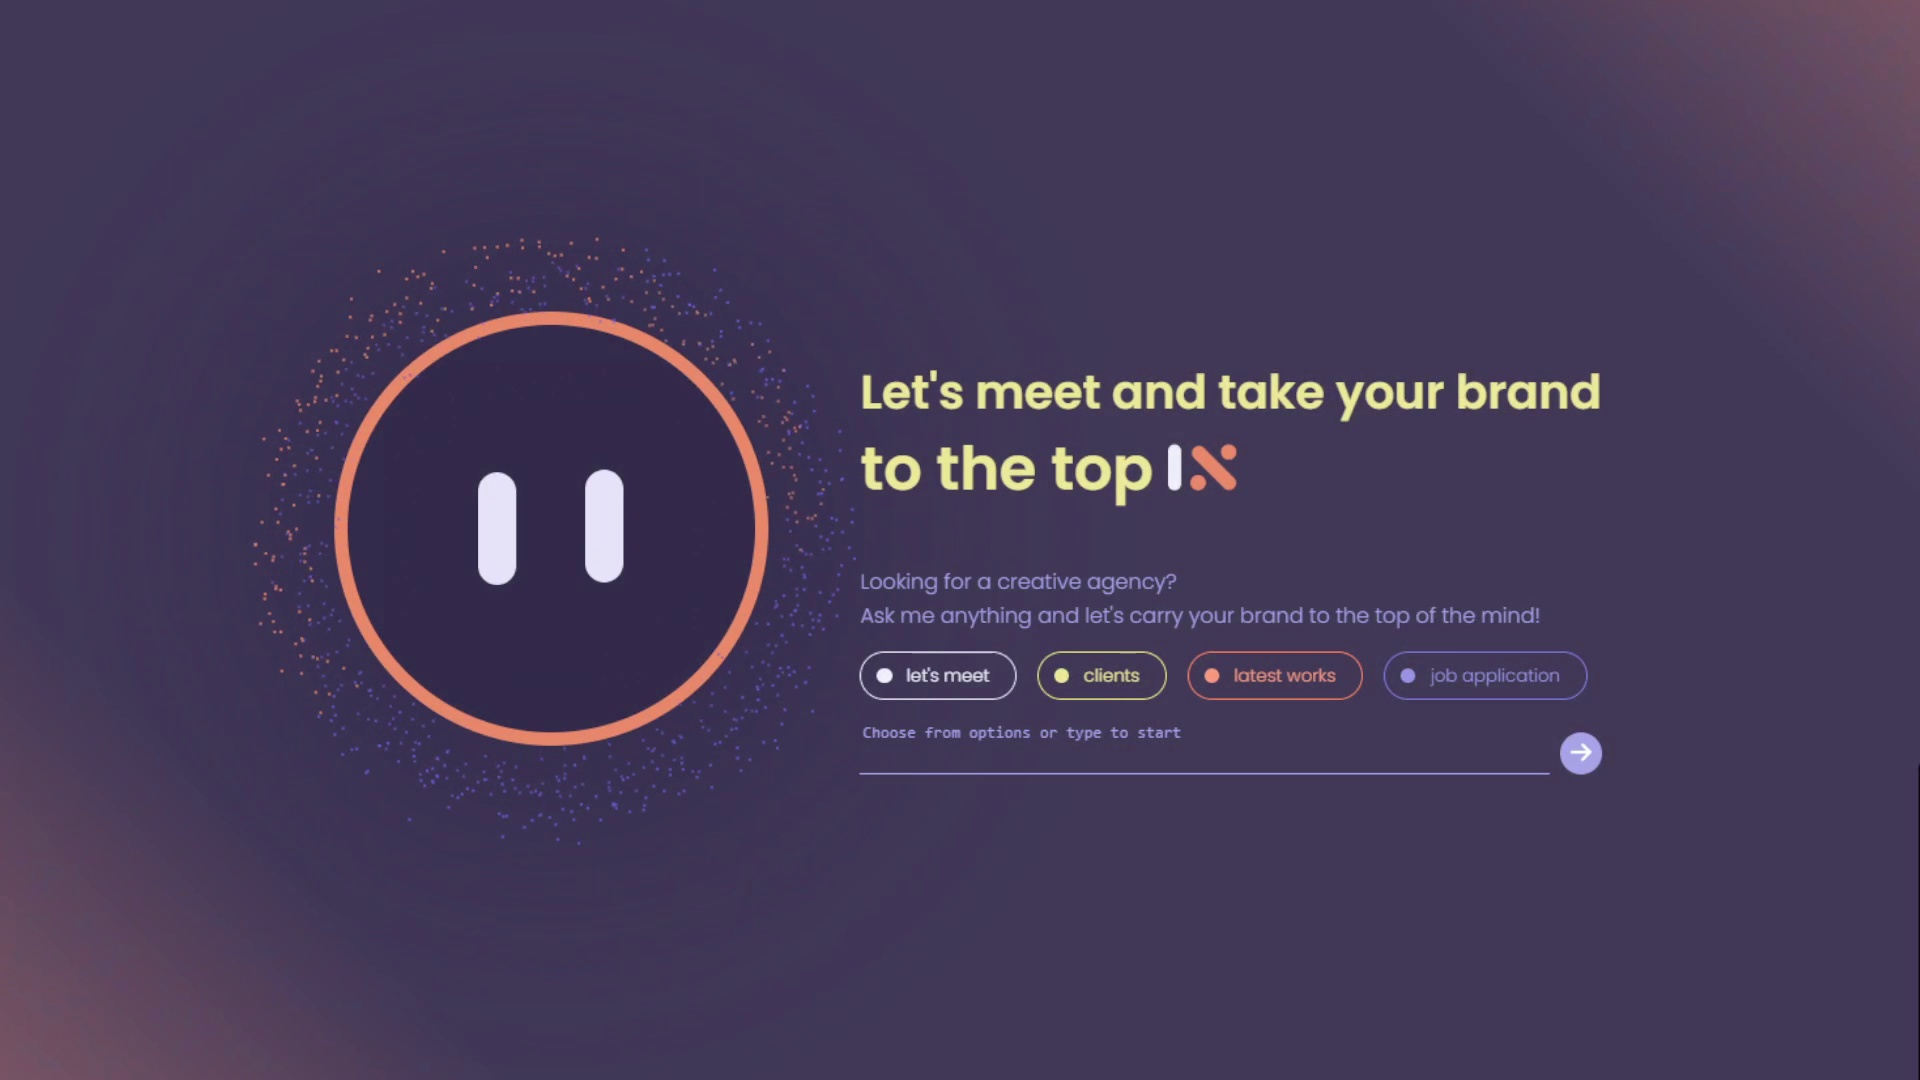 Let's meet and take your brand
to the top
Looking for a creative agency?
Ask me anything and let's carry your brand to the top of the mind!
let's meet
clients
latest works
job application
Choose from options or type to start